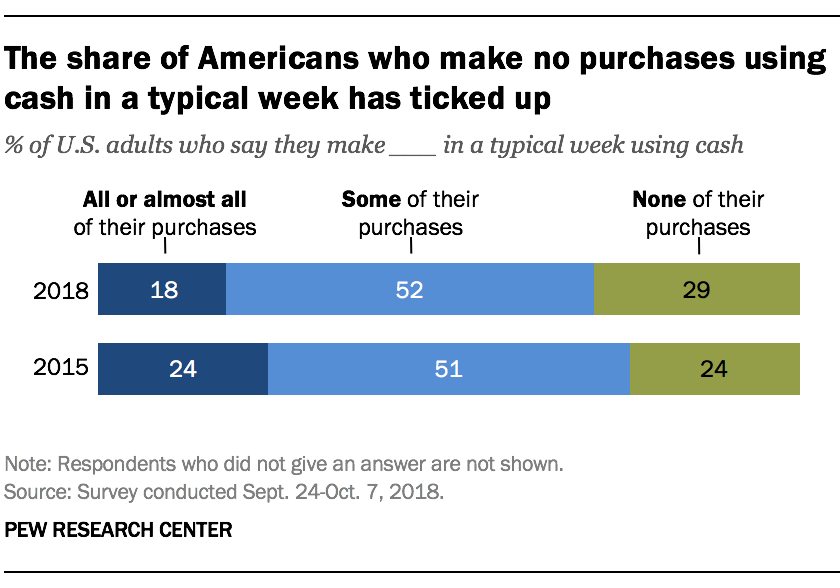 The share of Americans who make no purchases using
cash in a typical week has ticked up
% of U.S. adults who say they make ____ in a typical week using cash
All or almost all
of their purchases
Some of their
purchases
None of their
purchases
2018 18 52 29
2015 24 51 24
Note: Respondents who did not give an answer are not shown.
Source: Survey conducted Sept. 24-Oct. 7, 2018.
PEW RESEARCH CENTER